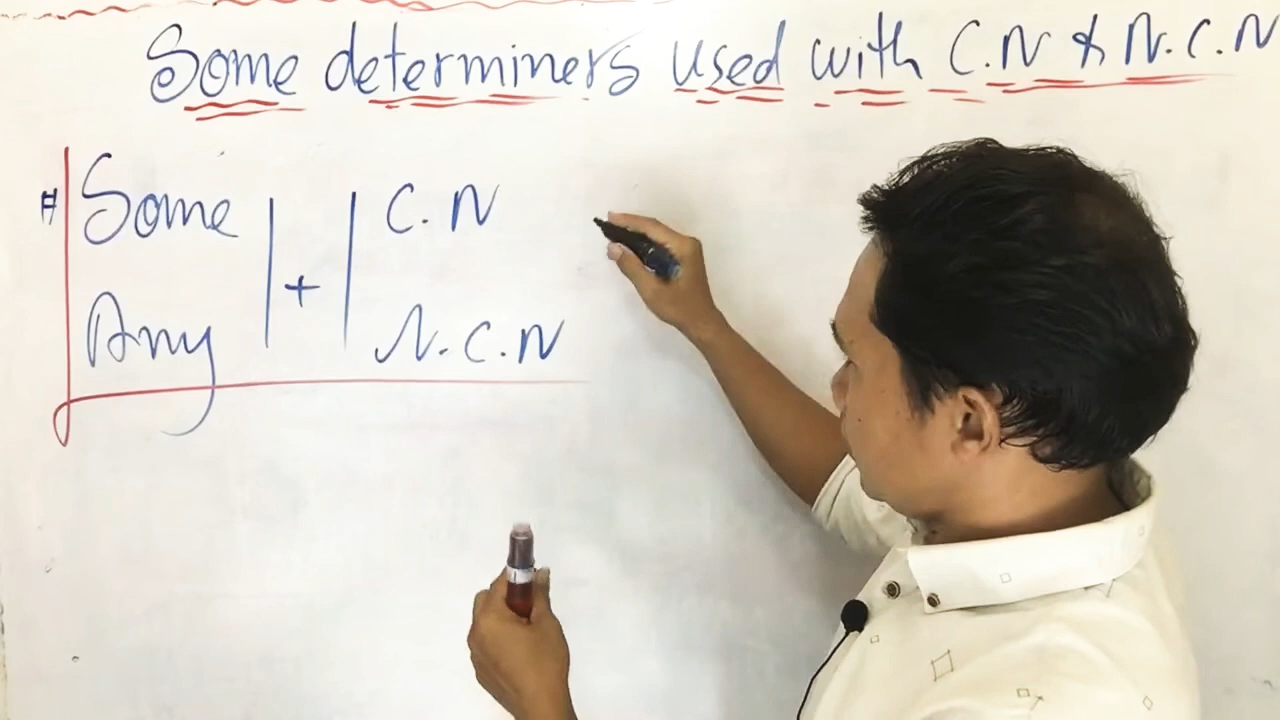 Some determiners used with C.N & N.C.N
# Some
Any
+
C. N
N. C. N